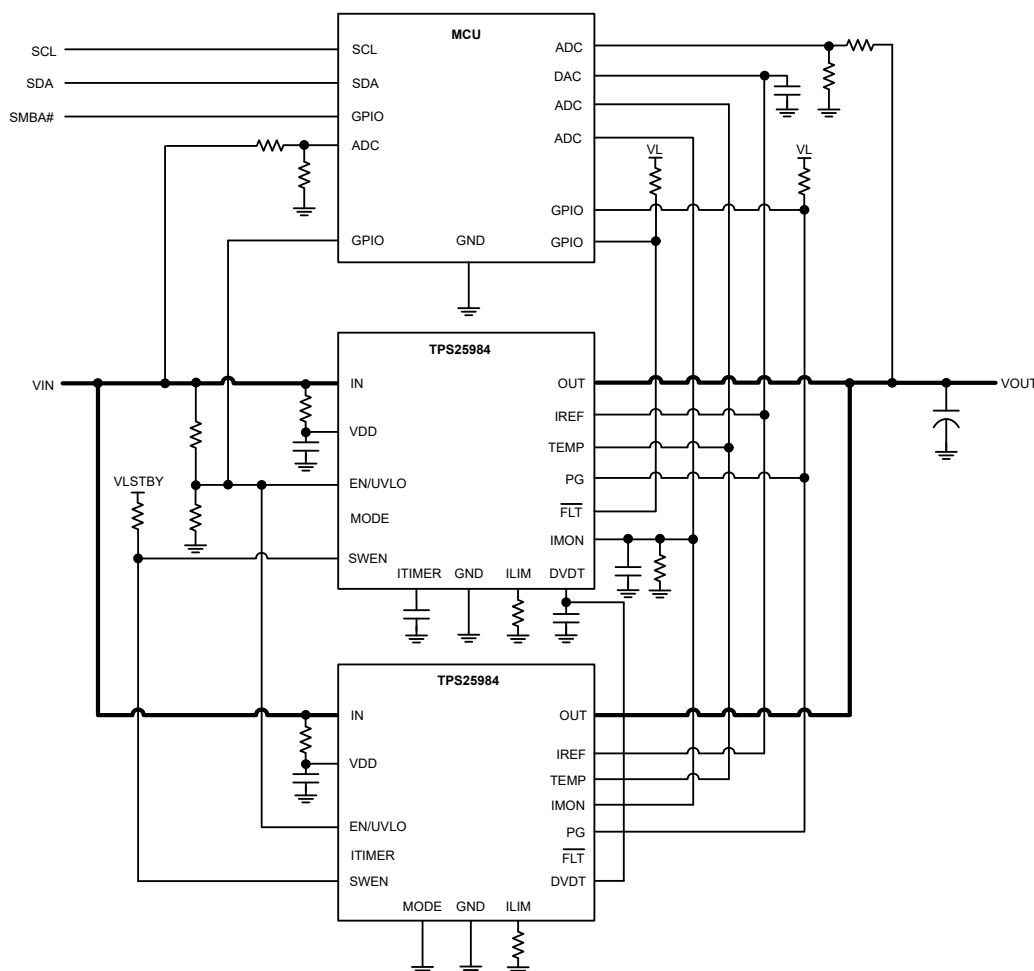 MCU
SCL
SCL
ADC
SDA
SDA
DAC
SMBA#
GPIO
ADC
ADC
ADC
VL
VL
GPIO
GPIO
GND
GPIO
TPS25984
VIN
IN
OUT
VOUT
IREF
VDD
TEMP
VLSTBY
EN/UVLO
PG
MODE
FLT
SWEN
IMON
ITIMER
GND
ILIM
DVDT
TPS25984
IN
OUT
IREF
VDD
TEMP
IMON
EN/UVLO
PG
ITIMER
FLT
SWEN
DVDT
MODE
GND
ILIM